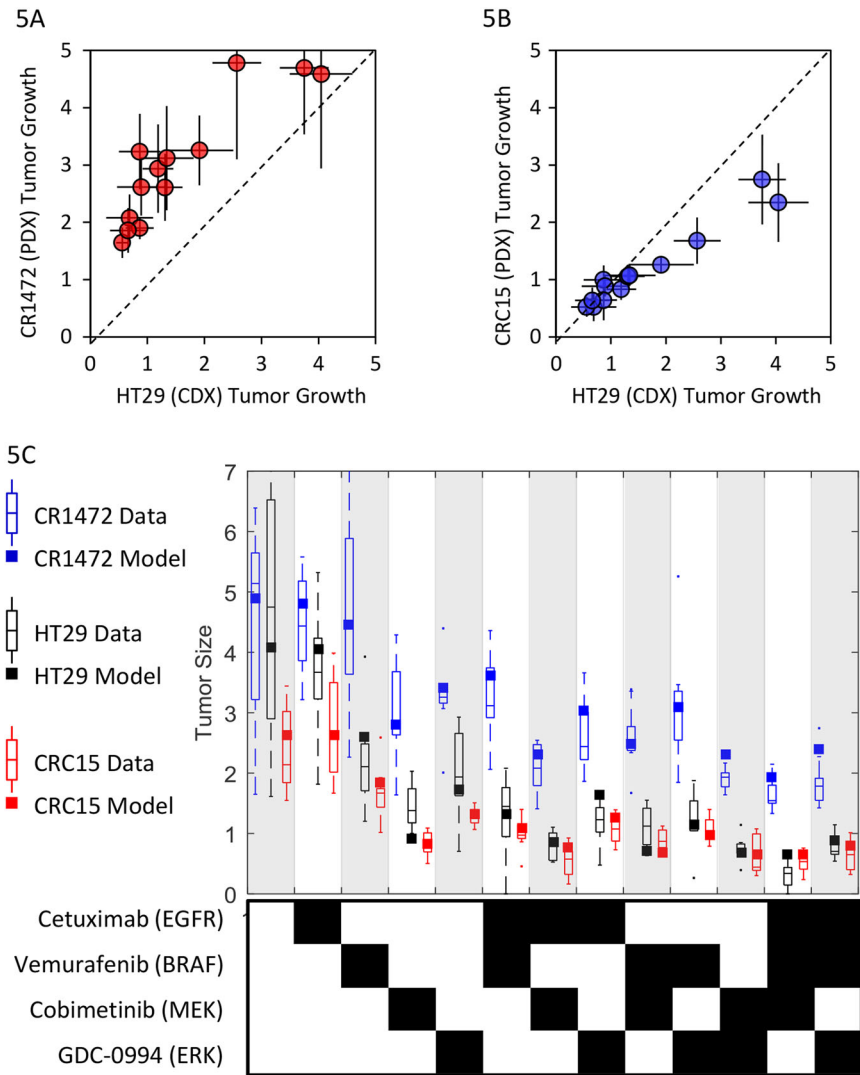 5A
5
4
3
2
1
0
CR1472 (PDX) Tumor Growth
0 1 2 3 4 5
HT29 (CDX) Tumor Growth
5B
5
4
3
2
1
0
CRC15 (PDX) Tumor Growth
0 1 2 3 4 5
HT29 (CDX) Tumor Growth
5C
CR1472 Data
CR1472 Model
HT29 Data
HT29 Model
CRC15 Data
CRC15 Model
7
6
5
4
3
2
1
0
Tumor Size
Cetuximab (EGFR)
Vemurafenib (BRAF)
Cobimetinib (MEK)
GDC-0994 (ERK)